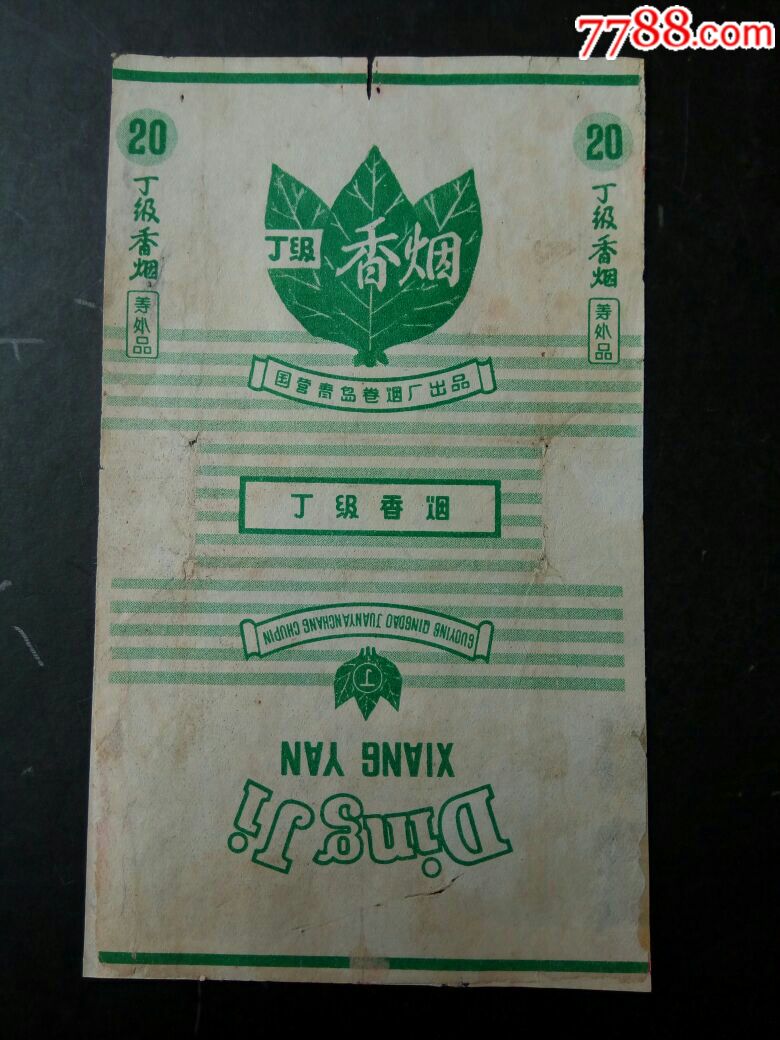 7788.com
20
丁级香烟
等外品
20
丁级香烟
等外品
丁级
香烟
国营青岛卷烟厂出品
丁级香烟
GUOYING QINGDAO JUANYANCHANG CHUPIN
丁
XIANG YAN
Ding Ji